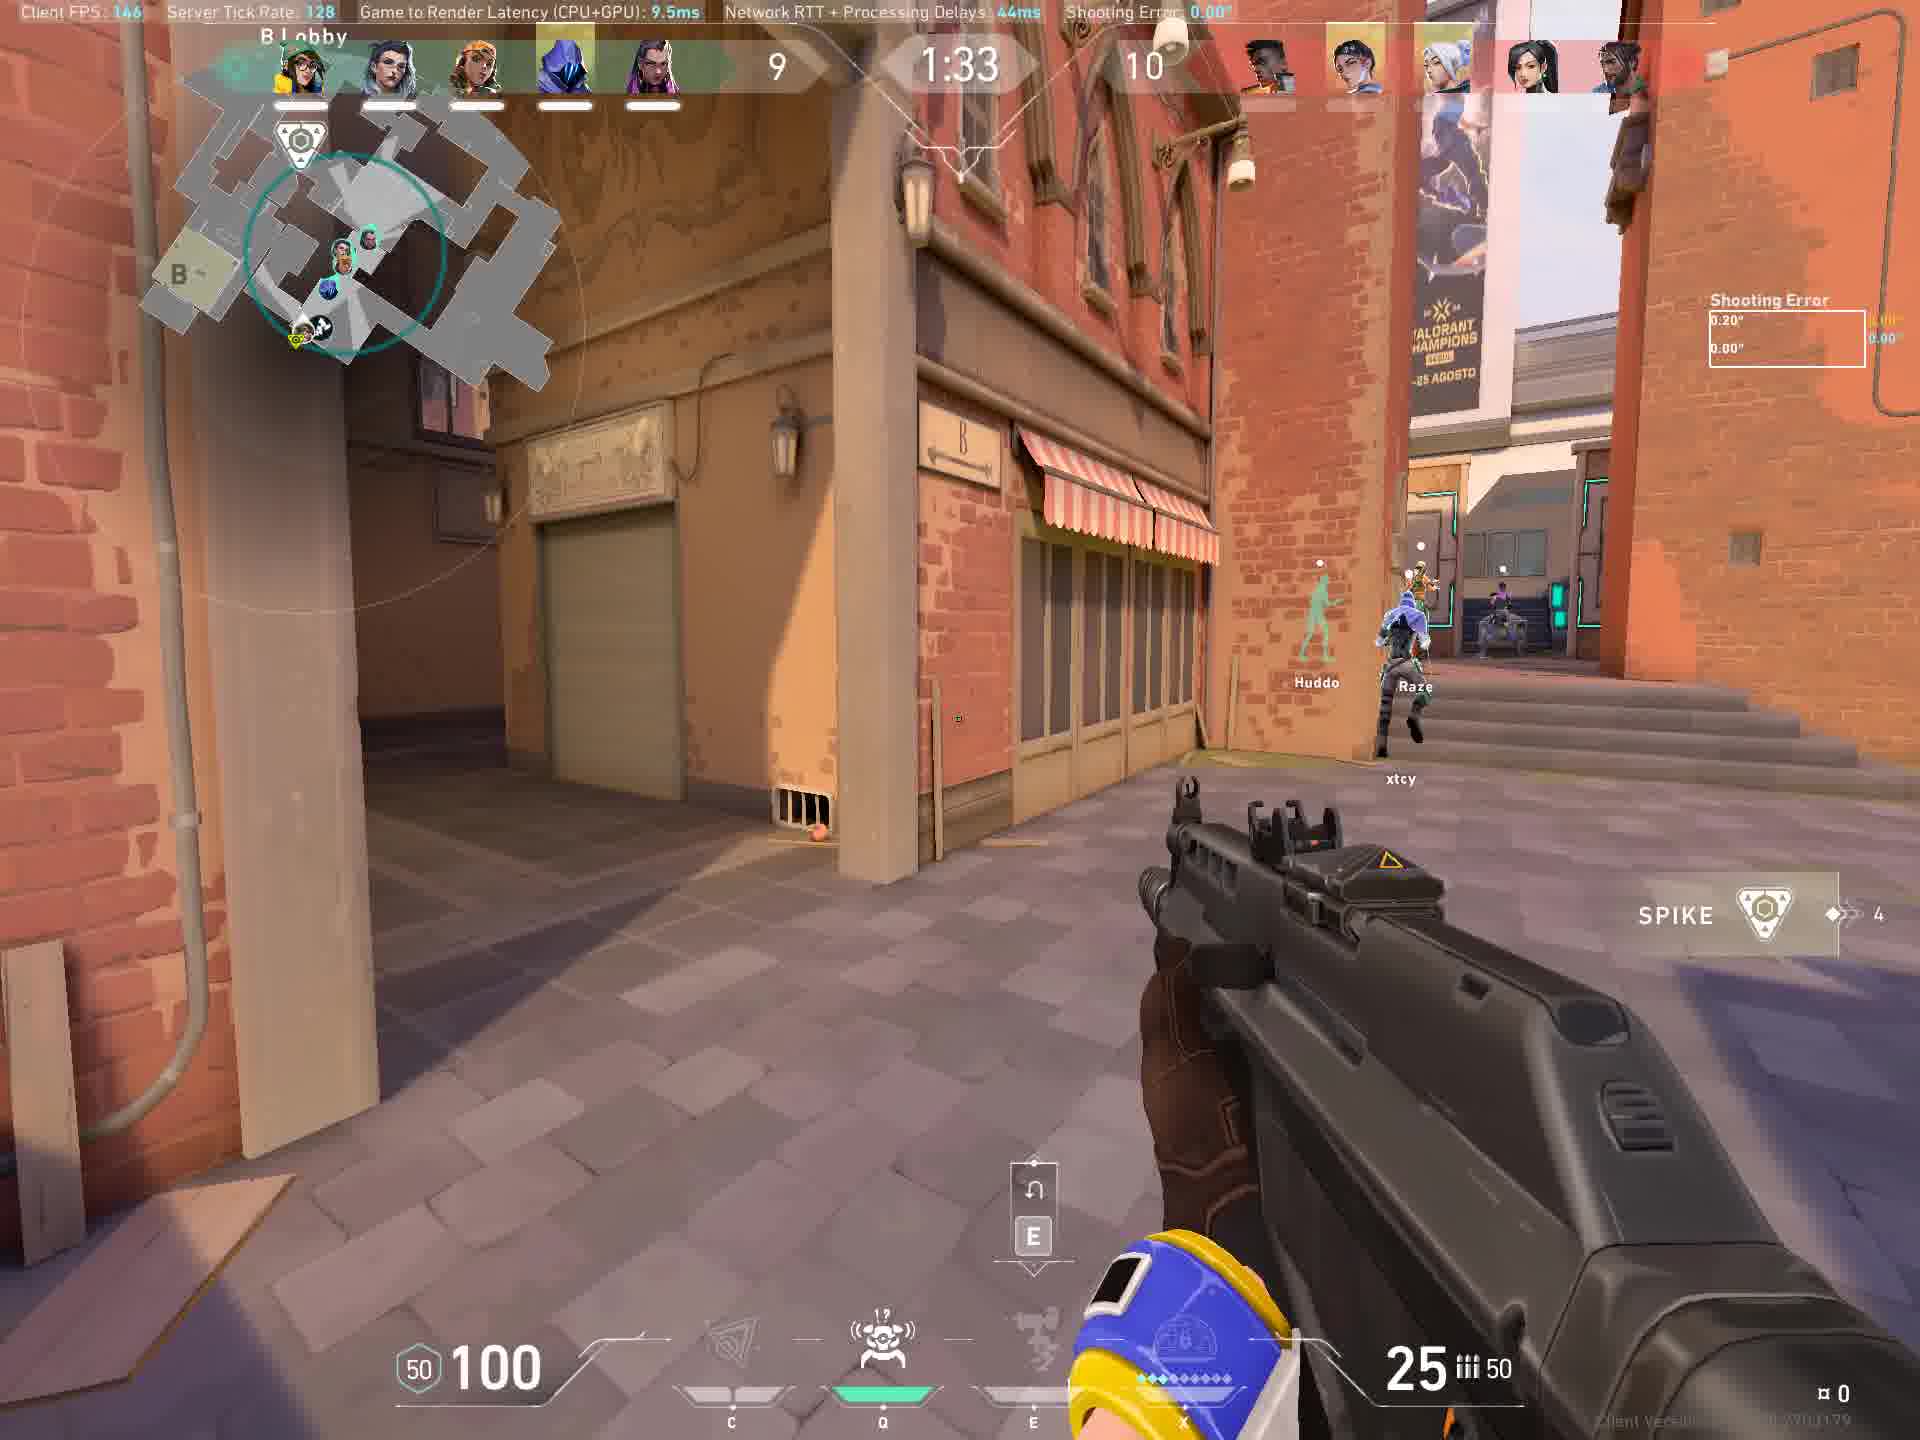 Client FPS: 146 Server Tick Rate: 128 Game to Render Latency (CPU+GPU): 9.5ms Network RTT + Processing Delays: 44ms Shooting Error: 0.00°
B Lobby
9 1:33 10
B
Shooting Error
0.20°
0.00° 0.00°
VALORANT
CHAMPIONS
-25 AGOSTO
B
Huddo
Raze
xtcy
SPIKE 4
E
50 100
C Q E X
25 50
¤ 0